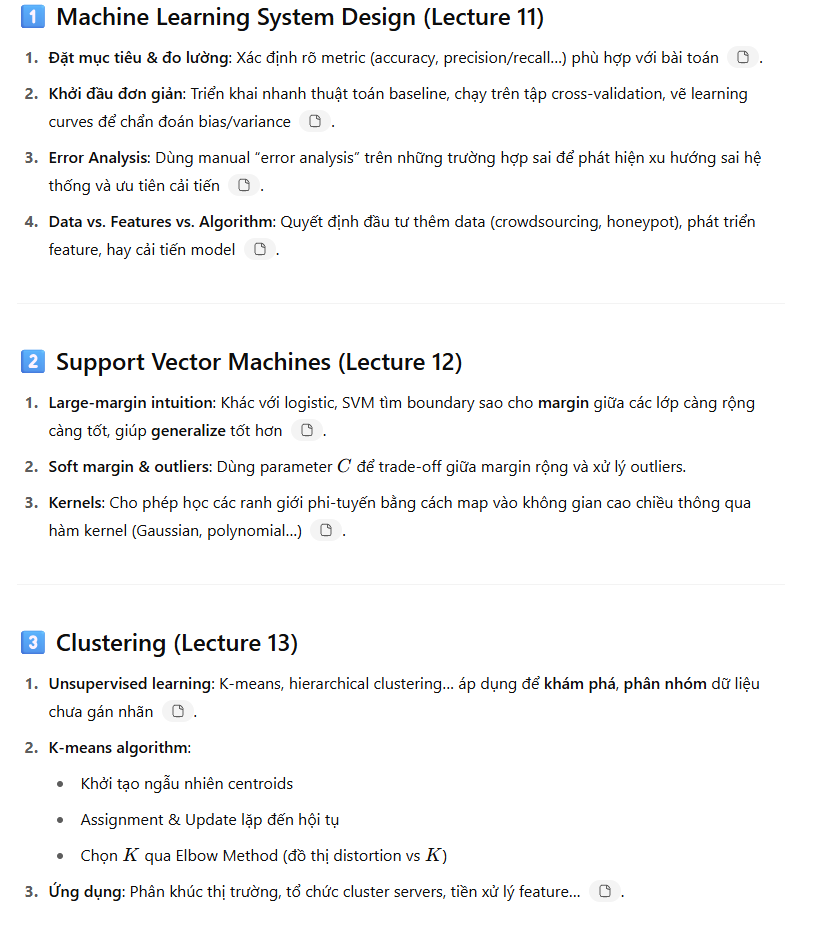 1 Machine Learning System Design (Lecture 11)
1. Đặt mục tiêu & đo lường: Xác định rõ metric (accuracy, precision/recall...) phù hợp với bài toán .
2. Khởi đầu đơn giản: Triển khai nhanh thuật toán baseline, chạy trên tập cross-validation, vẽ learning
curves để chẩn đoán bias/variance .
3. Error Analysis: Dùng manual “error analysis” trên những trường hợp sai để phát hiện xu hướng sai hệ
thống và ưu tiên cải tiến .
4. Data vs. Features vs. Algorithm: Quyết định đầu tư thêm data (crowdsourcing, honeypot), phát triển
feature, hay cải tiến model .
2 Support Vector Machines (Lecture 12)
1. Large-margin intuition: Khác với logistic, SVM tìm boundary sao cho margin giữa các lớp càng rộng
càng tốt, giúp generalize tốt hơn .
2. Soft margin & outliers: Dùng parameter C để trade-off giữa margin rộng và xử lý outliers.
3. Kernels: Cho phép học các ranh giới phi-tuyến bằng cách map vào không gian cao chiều thông qua
hàm kernel (Gaussian, polynomial...) .
3 Clustering (Lecture 13)
1. Unsupervised learning: K-means, hierarchical clustering... áp dụng để khám phá, phân nhóm dữ liệu
chưa gán nhãn .
2. K-means algorithm:
• Khởi tạo ngẫu nhiên centroids
• Assignment & Update lặp đến hội tụ
• Chọn K qua Elbow Method (đồ thị distortion vs K)
3. Ứng dụng: Phân khúc thị trường, tổ chức cluster servers, tiền xử lý feature... .